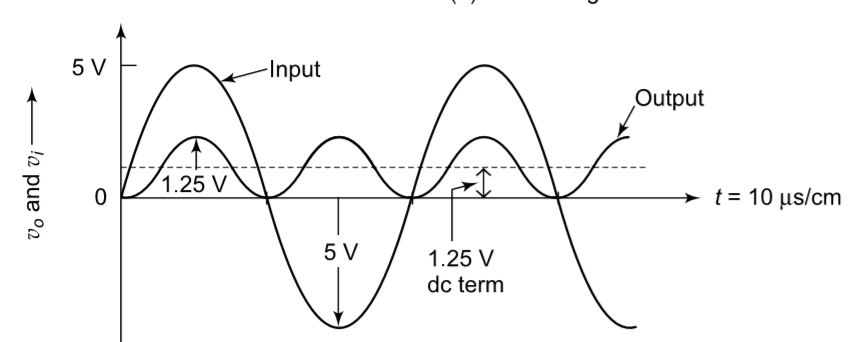 5 V
Input
Output
v_o and v_i
1.25 V
0
t = 10 μs/cm
5 V
1.25 V
dc term